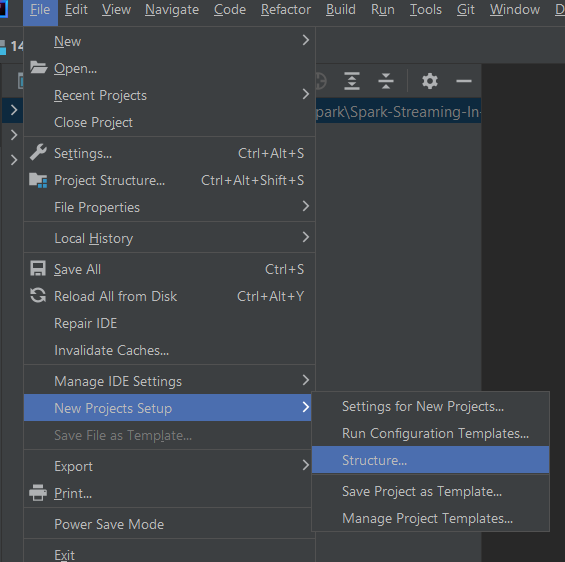 File Edit View Navigate Code Refactor Build Run Tools Git Window D
14
New
Open...
park\Spark-Streaming-In-
Recent Projects
Close Project
Settings... Ctrl+Alt+S
Project Structure... Ctrl+Alt+Shift+S
File Properties
Local History
Save All Ctrl+S
Reload All from Disk Ctrl+Alt+Y
Repair IDE
Invalidate Caches...
Manage IDE Settings
New Projects Setup
Settings for New Projects...
Run Configuration Templates...
Structure...
Save Project as Template...
Manage Project Templates...
Save File as Template...
Export
Print...
Power Save Mode
Exit